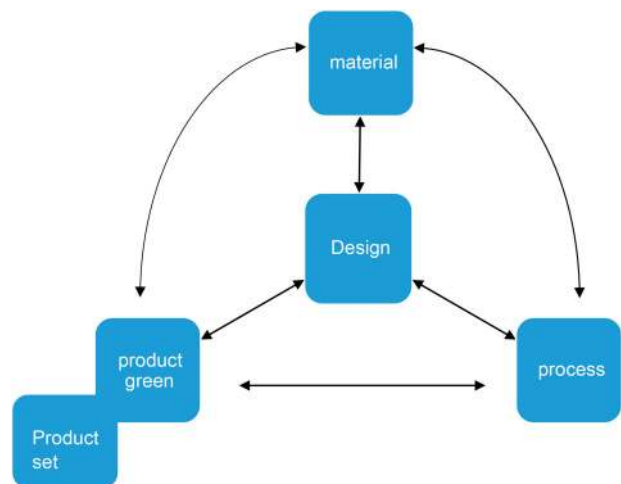 material
Design
product
green
process
Product
set